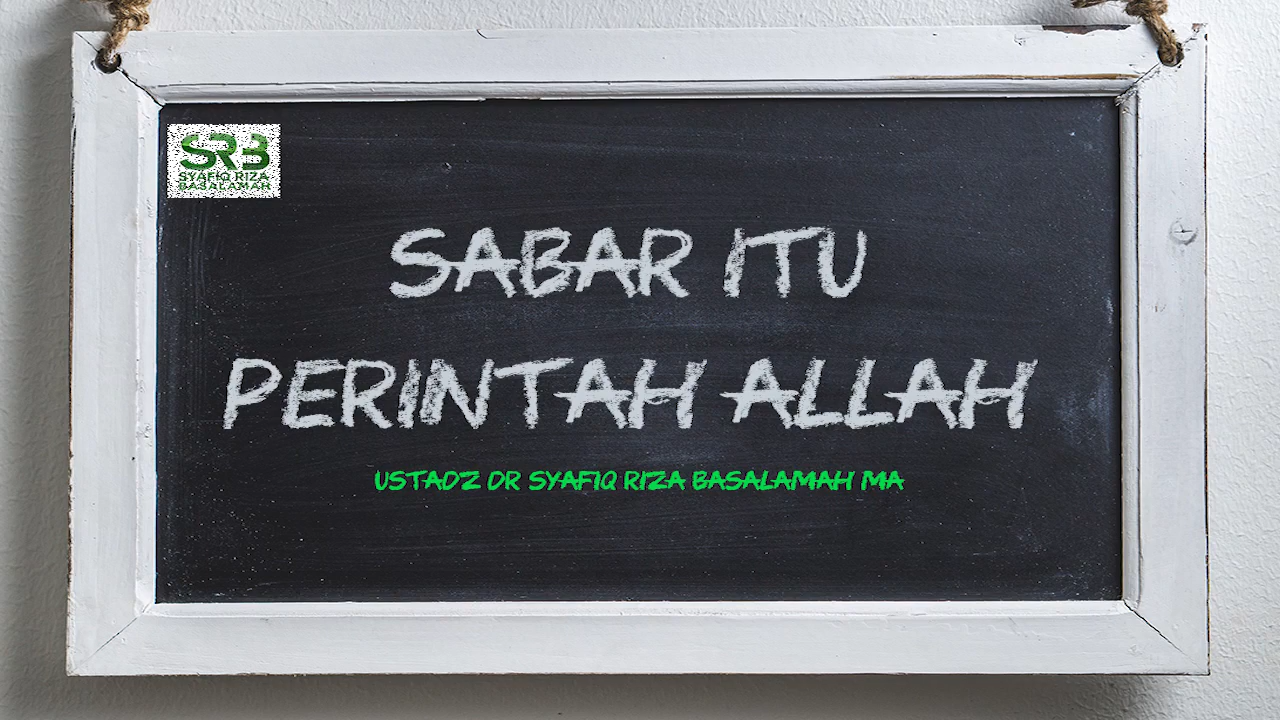 SRB
SYAFIQ RIZA
BASALAMAH
SABAR ITU
PERINTAH ALLAH
USTADZ DR SYAFIQ RIZA BASALAMAH MA